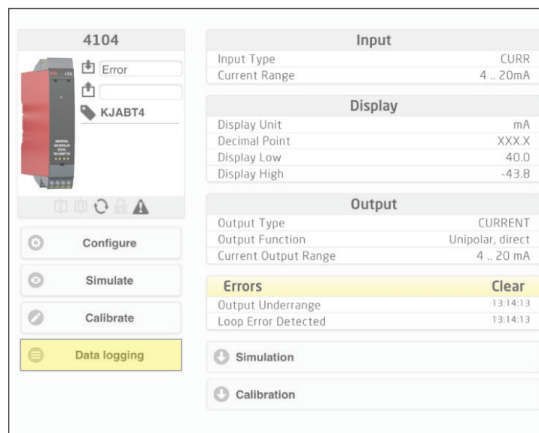 4104
Error
KJABT4
Configure
Simulate
Calibrate
Data logging
Input
Input Type CURR
Current Range 4 .. 20mA
Display
Display Unit mA
Decimal Point XXX.X
Display Low 40.0
Display High -43.8
Output
Output Type CURRENT
Output Function Unipolar, direct
Current Output Range 4 .. 20 mA
Errors Clear
Output Underrange 13:14:13
Loop Error Detected 13:14:13
Simulation
Calibration